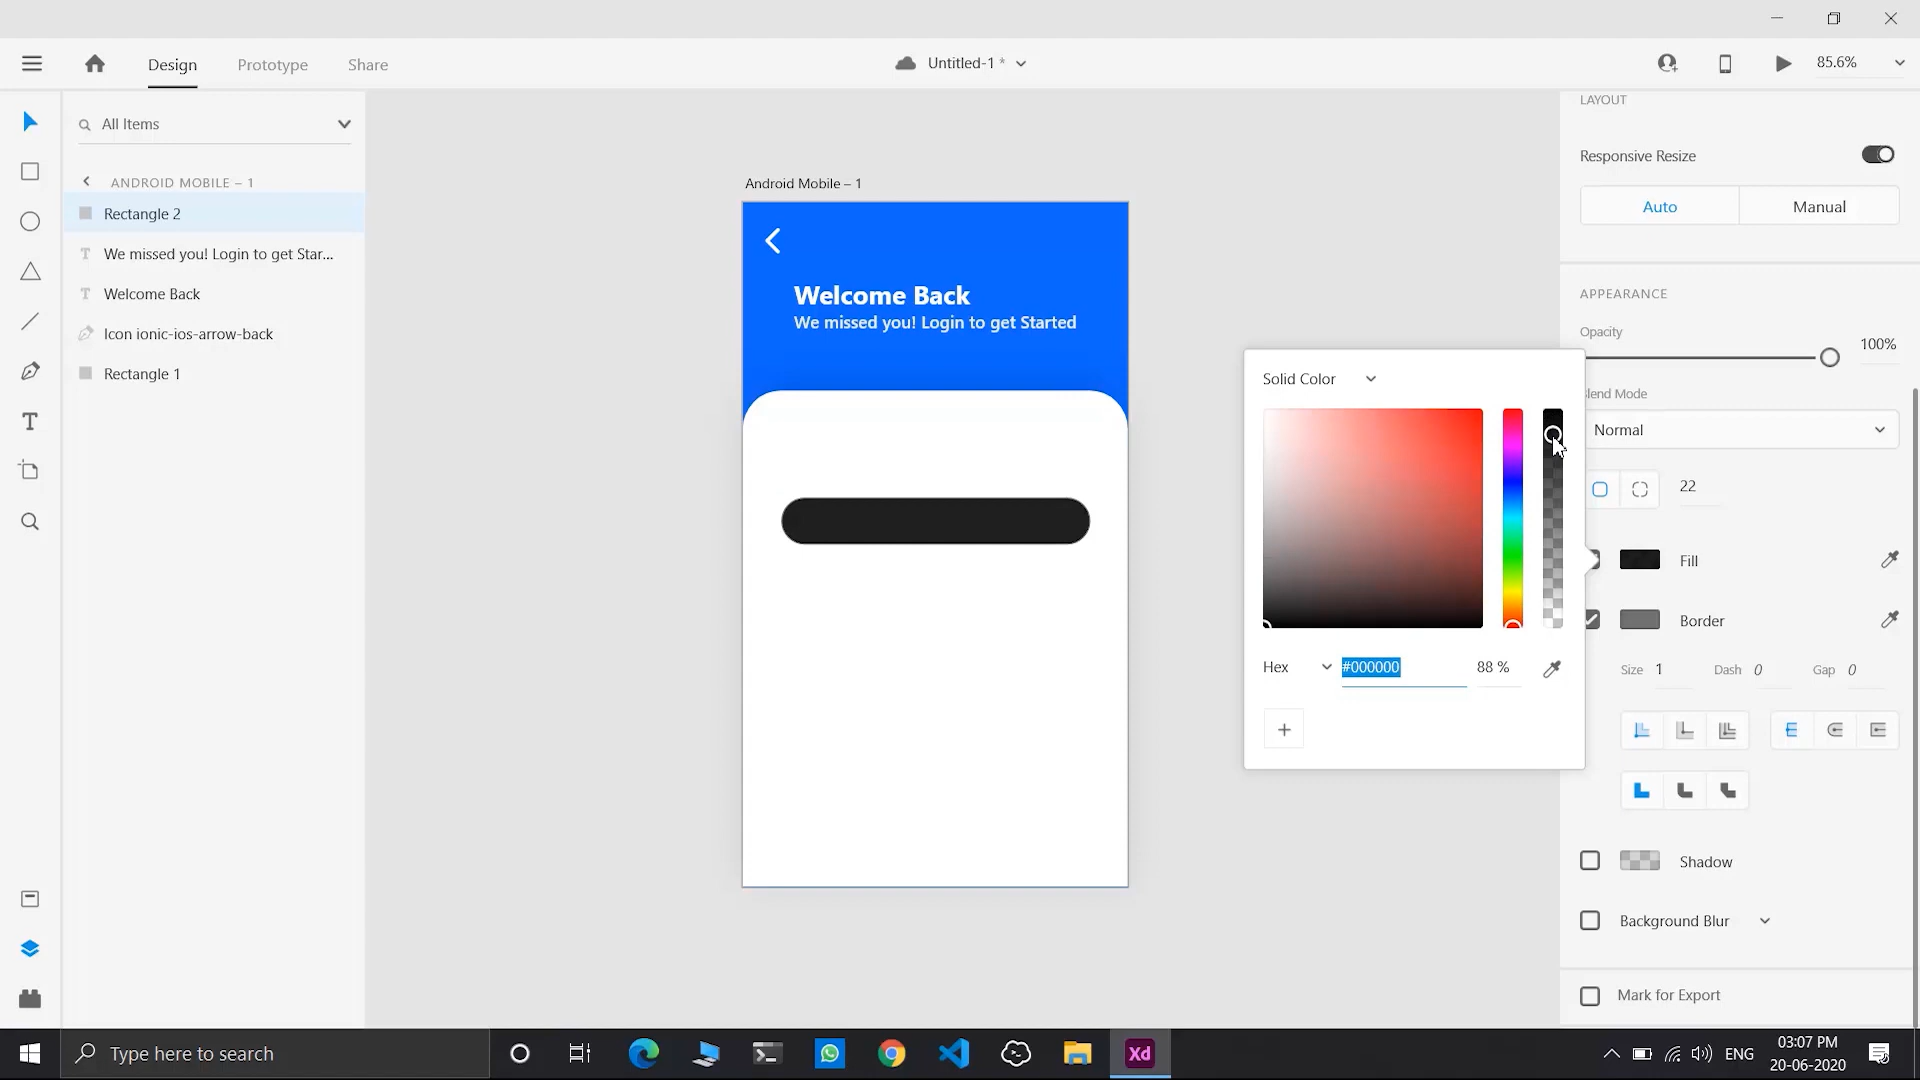 Design
Prototype
Share
Untitled-1 *
85.6%
All Items
ANDROID MOBILE – 1
Rectangle 2
We missed you! Login to get Star...
Welcome Back
Icon ionic-ios-arrow-back
Rectangle 1
Android Mobile – 1
Welcome Back
We missed you! Login to get Started
Solid Color
Hex
#000000
88 %
LAYOUT
Responsive Resize
Auto
Manual
APPEARANCE
Opacity
100%
lend Mode
Normal
22
Fill
Border
Size 1
Dash 0
Gap 0
Shadow
Background Blur
Mark for Export
Type here to search
Xd
ENG
03:07 PM
20-06-2020